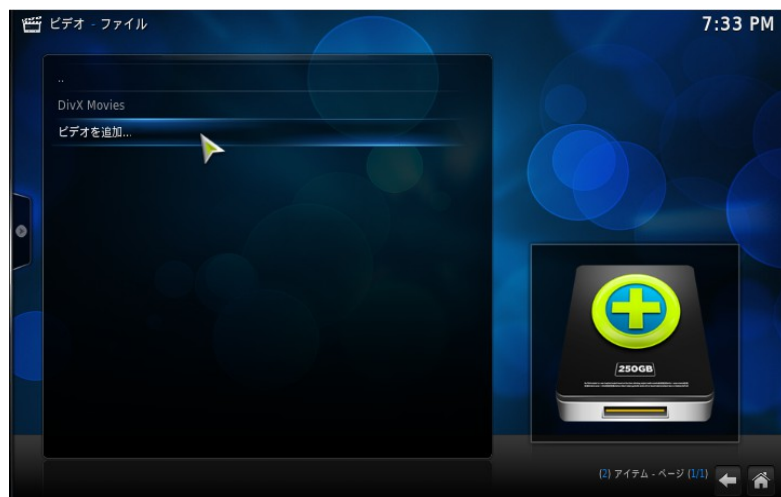 ビデオ - ファイル
7:33 PM
..
DivX Movies
ビデオを追加...
250GB
(2) アイテム - ページ (1/1)